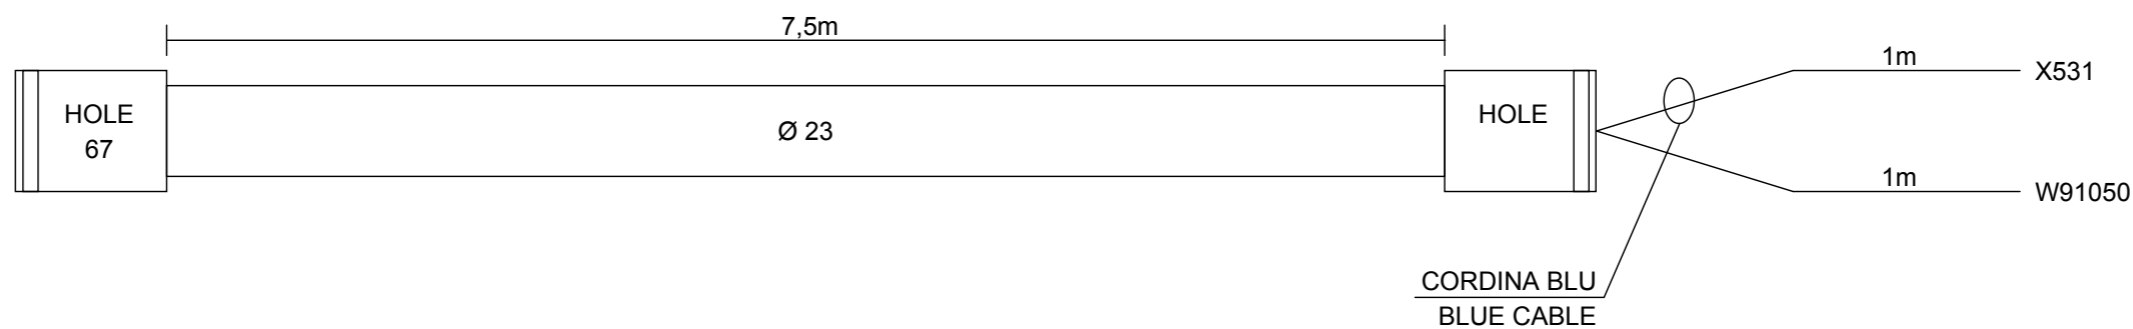 7,5m
HOLE
67
Ø 23
HOLE
1m
X531
1m
W91050
CORDINA BLU
BLUE CABLE